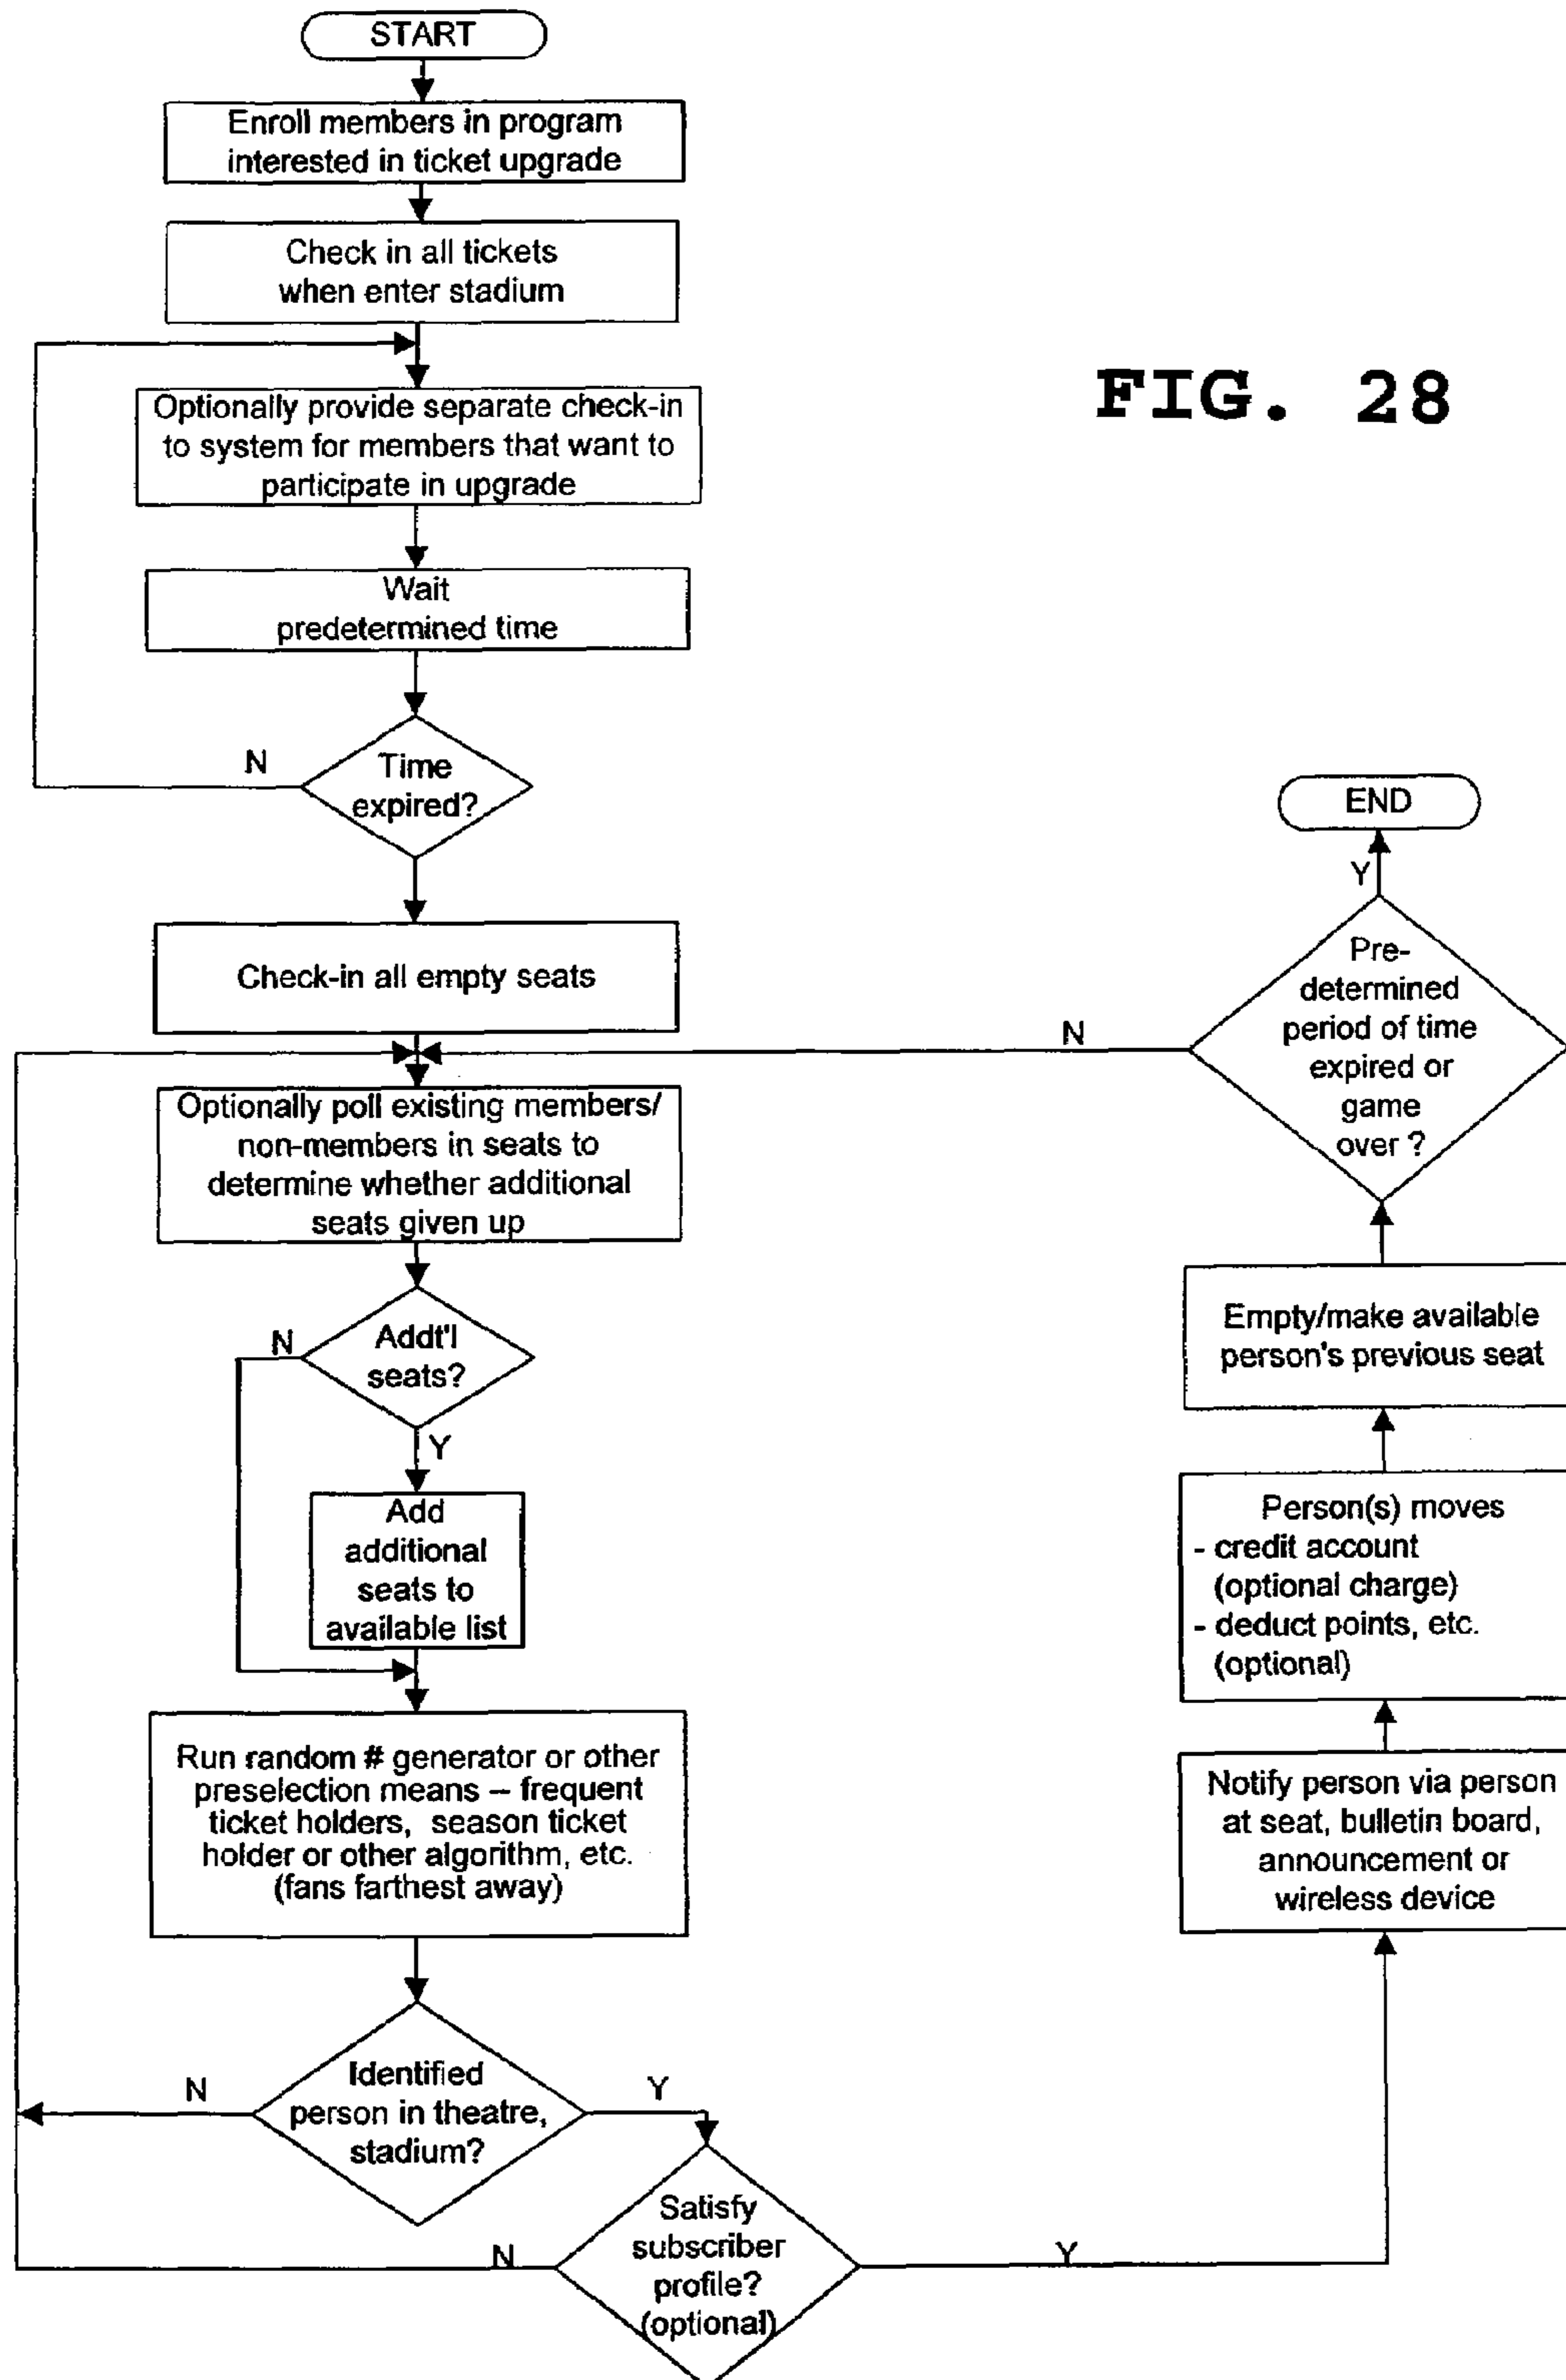 START
Enroll members in program
interested in ticket upgrade
Check in all tickets
when enter stadium
FIG. 28
Optionally provide separate check-in
to system for members that want to
participate in upgrade
Wait
predetermined time
N
Time
expired?
Check-in all empty seats
Optionally poll existing members/
non-members in seats to
determine whether additional
seats given up
N
Addt'l
seats?
Y
Add
additional
seats to
available list
Run random # generator or other
preselection means – frequent
ticket holders, season ticket
holder or other algorithm, etc.
(fans farthest away)
N
Identified
person in theatre,
stadium?
Y
N
Satisfy
subscriber
profile?
(optional)
Y
Notify person via person
at seat, bulletin board,
announcement or
wireless device
Person(s) moves
- credit account
(optional charge)
- deduct points, etc.
(optional)
Empty/make available
person's previous seat
Pre-
determined
period of time
expired or
game
over ?
N
Y
END